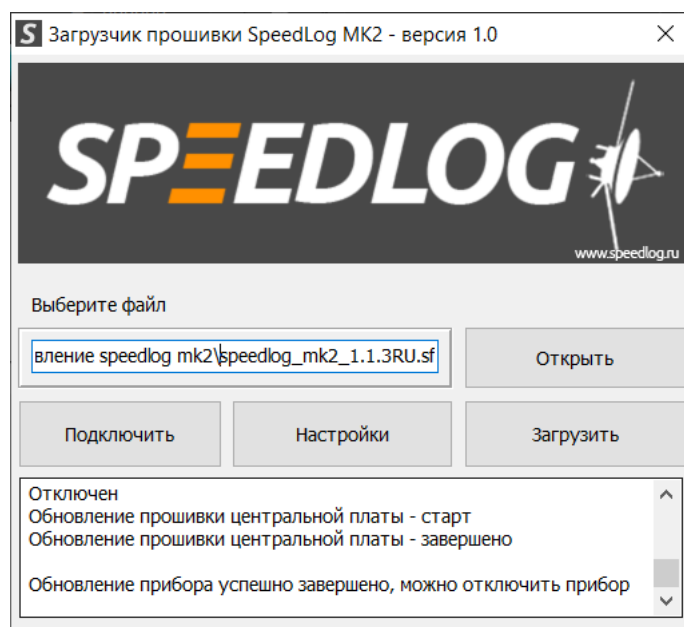 S Загрузчик прошивки SpeedLog MK2 - версия 1.0
SPEEDLOG
www.speedlog.ru
Выберите файл
вление speedlog mk2\speedlog_mk2_1.1.3RU.sf
Открыть
Подключить
Настройки
Загрузить
Отключен
Обновление прошивки центральной платы - старт
Обновление прошивки центральной платы - завершено
Обновление прибора успешно завершено, можно отключить прибор